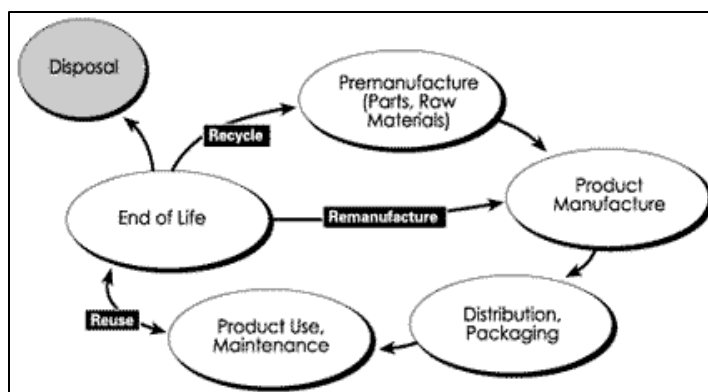 Disposal
Premanufacture
(Parts, Raw
Materials)
Recycle
Product
Manufacture
End of Life
Remanufacture
Distribution,
Packaging
Reuse
Product Use,
Maintenance